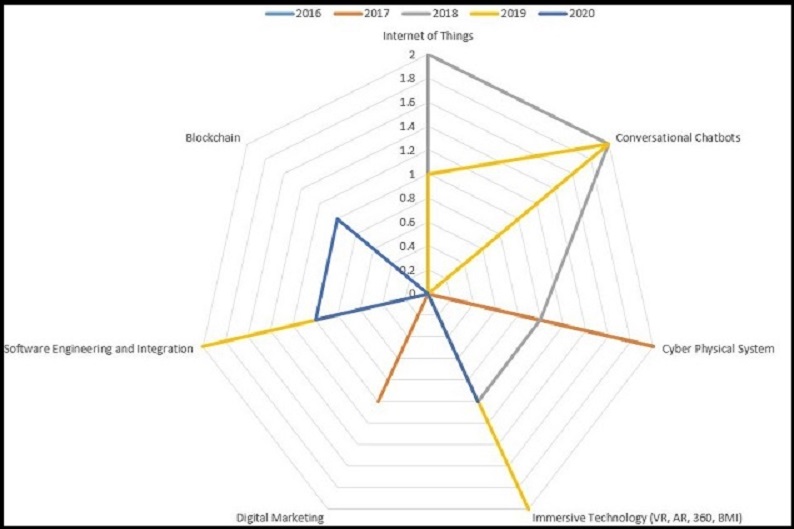 2016 2017 2018 2019 2020
Internet of Things
2
1.8
1.6
1.4
1.2
1
0.8
0.6
0.4
0.2
0
Blockchain
Conversational Chatbots
Software Engineering and Integration
Cyber Physical System
Digital Marketing
Immersive Technology (VR, AR, 360, BMI)